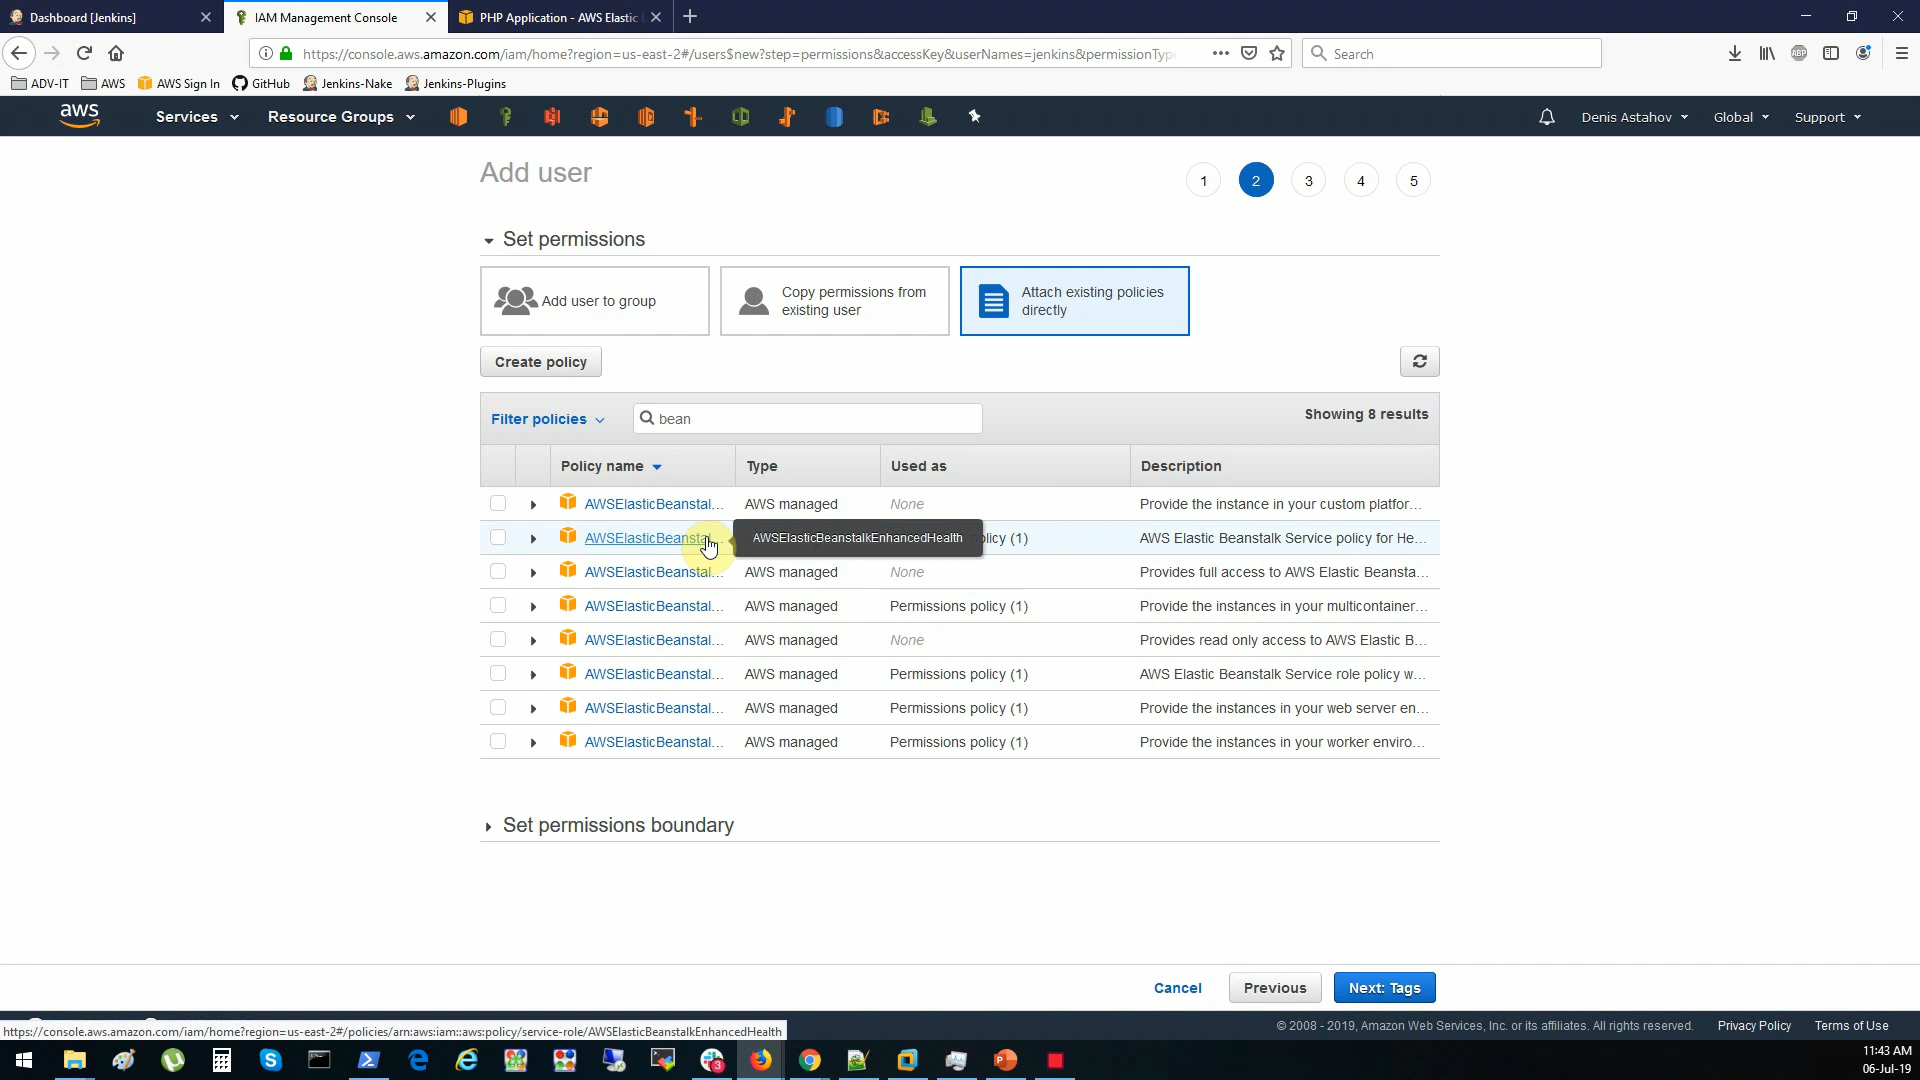 Dashboard [Jenkins]
IAM Management Console
PHP Application - AWS Elastic
https://console.aws.amazon.com/iam/home?region=us-east-2#/users$new?step=permissions&accessKey&userNames=jenkins&permissionType
Search
ADV-IT
AWS
AWS Sign In
GitHub
Jenkins-Nake
Jenkins-Plugins
aws
Services
Resource Groups
Denis Astahov
Global
Support
Add user
1
2
3
4
5
Set permissions
Add user to group
Copy permissions from
existing user
Attach existing policies
directly
Create policy
Filter policies
bean
Showing 8 results
Policy name
Type
Used as
Description
AWSElasticBeanstal... AWS managed None Provide the instance in your custom platfor...
AWSElasticBeanstal AWSElasticBeanstalkEnhancedHealth olicy (1) AWS Elastic Beanstalk Service policy for He...
AWSElasticBeanstal... AWS managed None Provides full access to AWS Elastic Beansta...
AWSElasticBeanstal... AWS managed Permissions policy (1) Provide the instances in your multicontainer...
AWSElasticBeanstal... AWS managed None Provides read only access to AWS Elastic B...
AWSElasticBeanstal... AWS managed Permissions policy (1) AWS Elastic Beanstalk Service role policy w...
AWSElasticBeanstal... AWS managed Permissions policy (1) Provide the instances in your web server en...
AWSElasticBeanstal... AWS managed Permissions policy (1) Provide the instances in your worker enviro...
Set permissions boundary
Cancel
Previous
Next: Tags
https://console.aws.amazon.com/iam/home?region=us-east-2#/policies/arn:aws:iam::aws:policy/service-role/AWSElasticBeanstalkEnhancedHealth
© 2008 - 2019, Amazon Web Services, Inc. or its affiliates. All rights reserved.
Privacy Policy
Terms of Use
3
11:43 AM
06-Jul-19